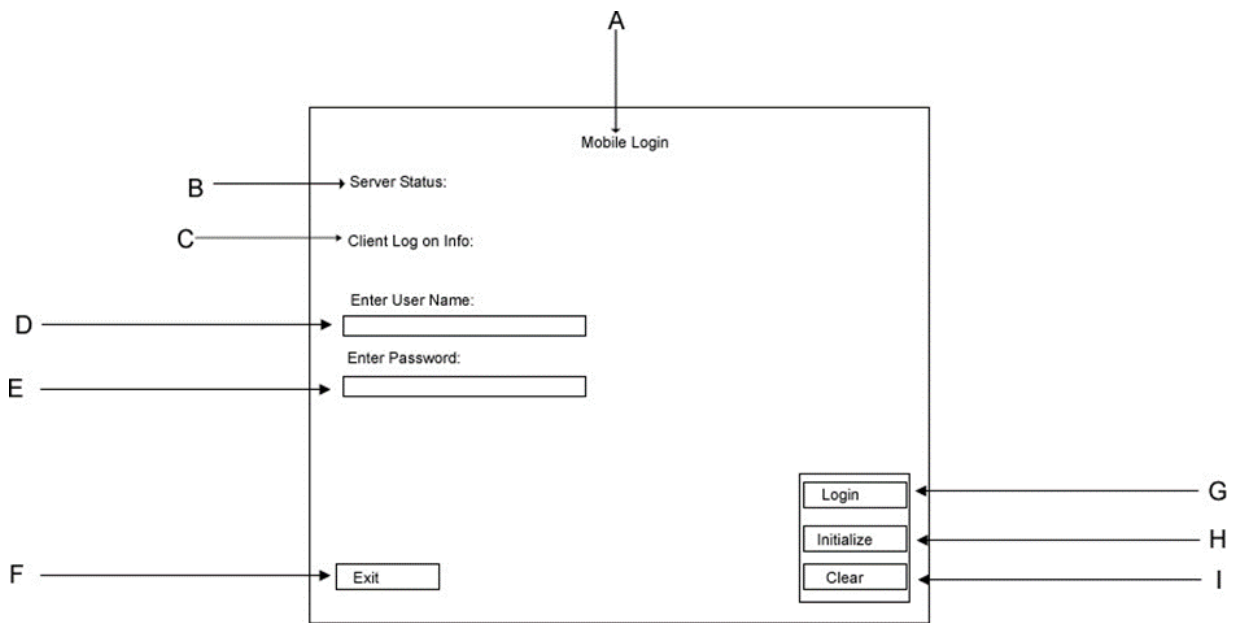 A
Mobile Login
B
Server Status:
C
Client Log on Info:
Enter User Name:
D
Enter Password:
E
Login
G
Initialize
H
F
Exit
Clear
I